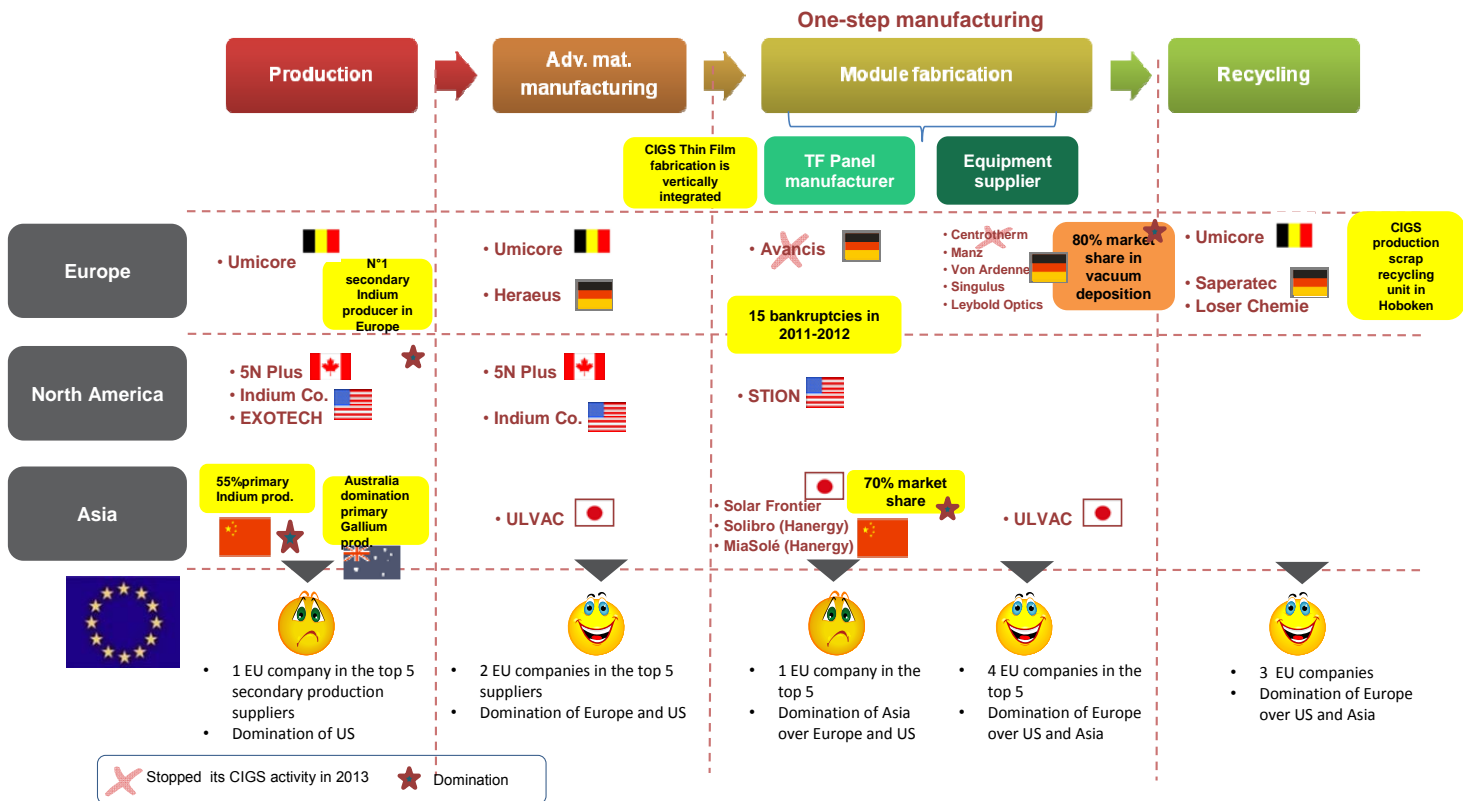 One-step manufacturing
Production
Adv. mat.
manufacturing
Module fabrication
Recycling
CIGS Thin Film
fabrication is
vertically
integrated
TF Panel
manufacturer
Equipment
supplier
Europe
• Umicore
N°1
secondary
Indium
producer in
Europe
• Umicore
• Heraeus
• Avancis
• Centrotherm
• Manz
• Von Ardenne
• Singulus
• Leybold Optics
80% market
share in
vacuum
deposition
• Umicore
• Saperatec
• Loser Chemie
CIGS
production
scrap
recycling
unit in
Hoboken
15 bankruptcies in
2011-2012
North America
• 5N Plus
• Indium Co.
• EXOTECH
• 5N Plus
• Indium Co.
• STION
Asia
55%primary
Indium prod.
Australia
domination
primary
Gallium
prod.
• ULVAC
• Solar Frontier
• Solibro (Hanergy)
• MiaSolé (Hanergy)
70% market
share
• ULVAC
• 1 EU company in the top 5
secondary production
suppliers
• Domination of US
• 2 EU companies in the top 5
suppliers
• Domination of Europe and US
• 1 EU company in the
top 5
• Domination of Asia
over Europe and US
• 4 EU companies in the
top 5
• Domination of Europe
over US and Asia
• 3 EU companies
• Domination of Europe
over US and Asia
Stopped its CIGS activity in 2013
Domination